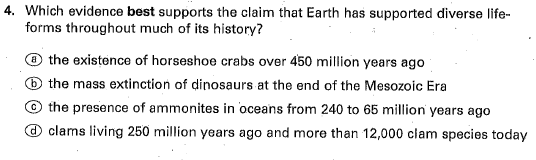 4. Which evidence best supports the claim that Earth has supported diverse life-
forms throughout much of its history?
ⓐ the existence of horseshoe crabs over 450 million years ago
ⓑ the mass extinction of dinosaurs at the end of the Mesozoic Era
ⓒ the presence of ammonites in oceans from 240 to 65 million years ago
ⓓ clams living 250 million years ago and more than 12,000 clam species today